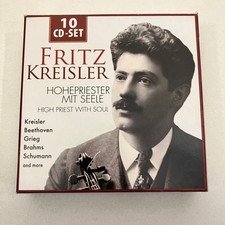 10
CD-SET
FRITZ
KREISLER
HOHEPRIESTER
MIT SEELE
HIGH PRIEST WITH SOUL
Kreisler
Beethoven
Grieg
Brahms
Schumann
and more